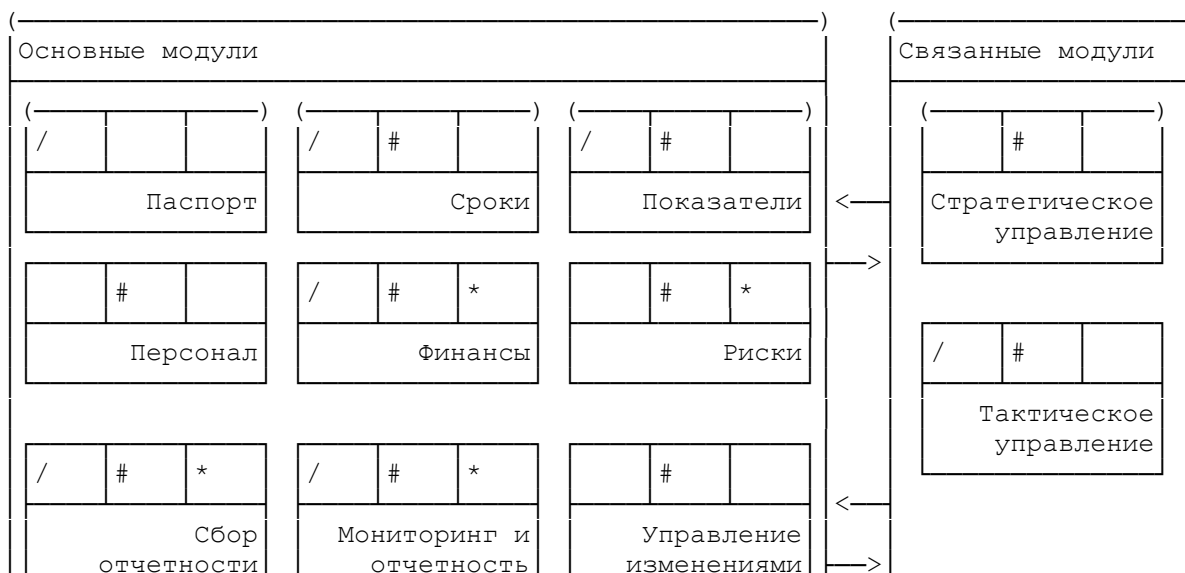 Основные модули
Связанные модули
/
/ #
/ #
#
Паспорт
Сроки
Показатели
Стратегическое
управление
#
/ # *
# *
/ #
Персонал
Финансы
Риски
Тактическое
управление
/ # *
/ # *
#
Сбор
отчетности
Мониторинг и
отчетность
Управление
изменениями